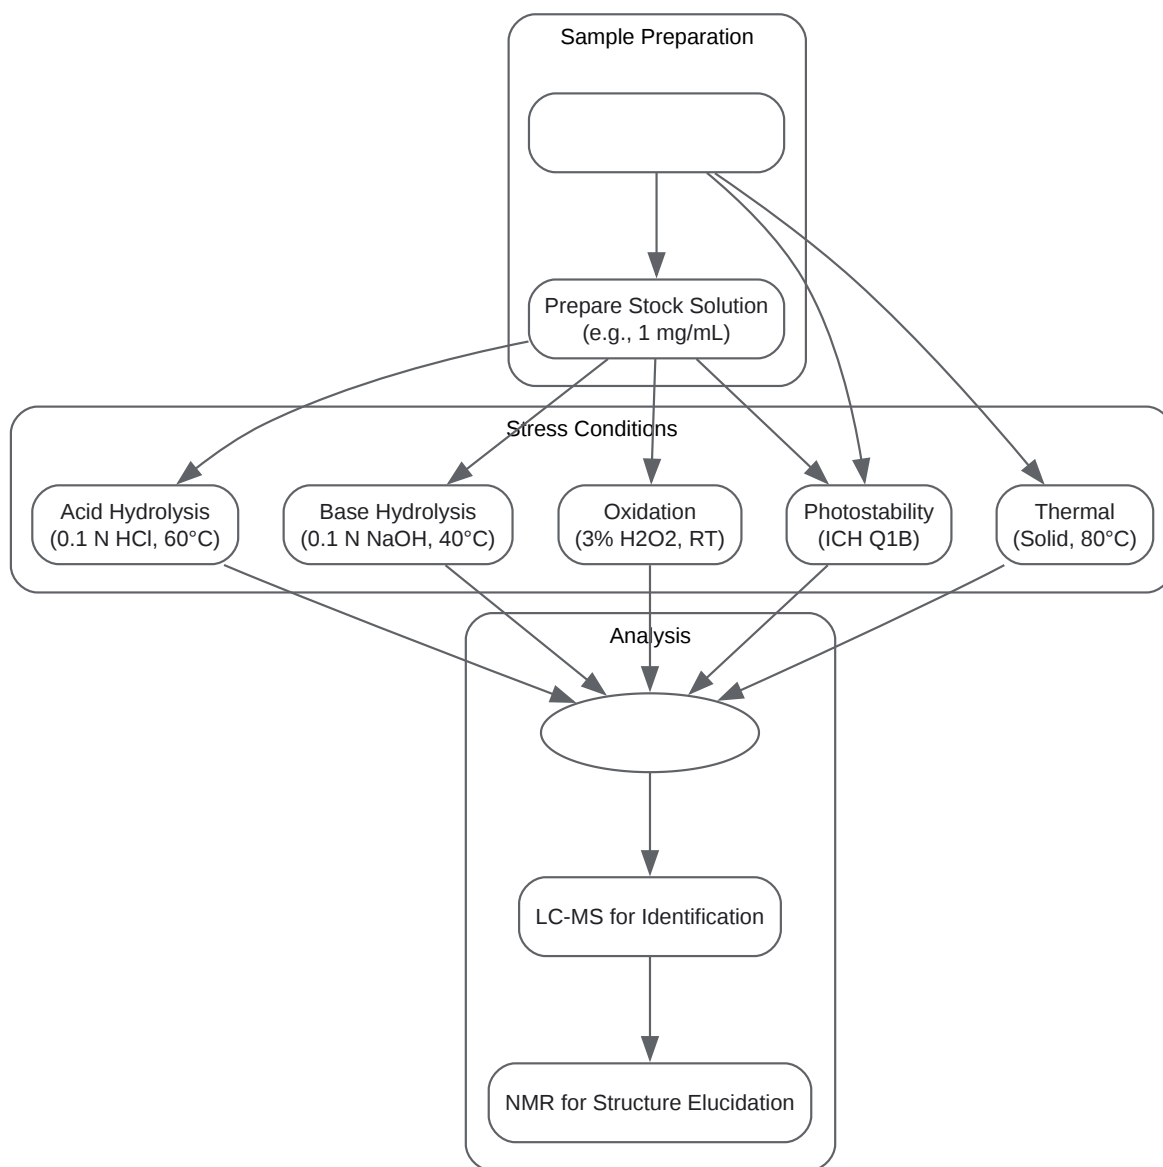 Sample Preparation
Prepare Stock Solution
(e.g., 1 mg/mL)
Stress Conditions
Acid Hydrolysis
(0.1 N HCl, 60°C)
Base Hydrolysis
(0.1 N NaOH, 40°C)
Oxidation
(3% H2O2, RT)
Photostability
(ICH Q1B)
Thermal
(Solid, 80°C)
Analysis
LC-MS for Identification
NMR for Structure Elucidation